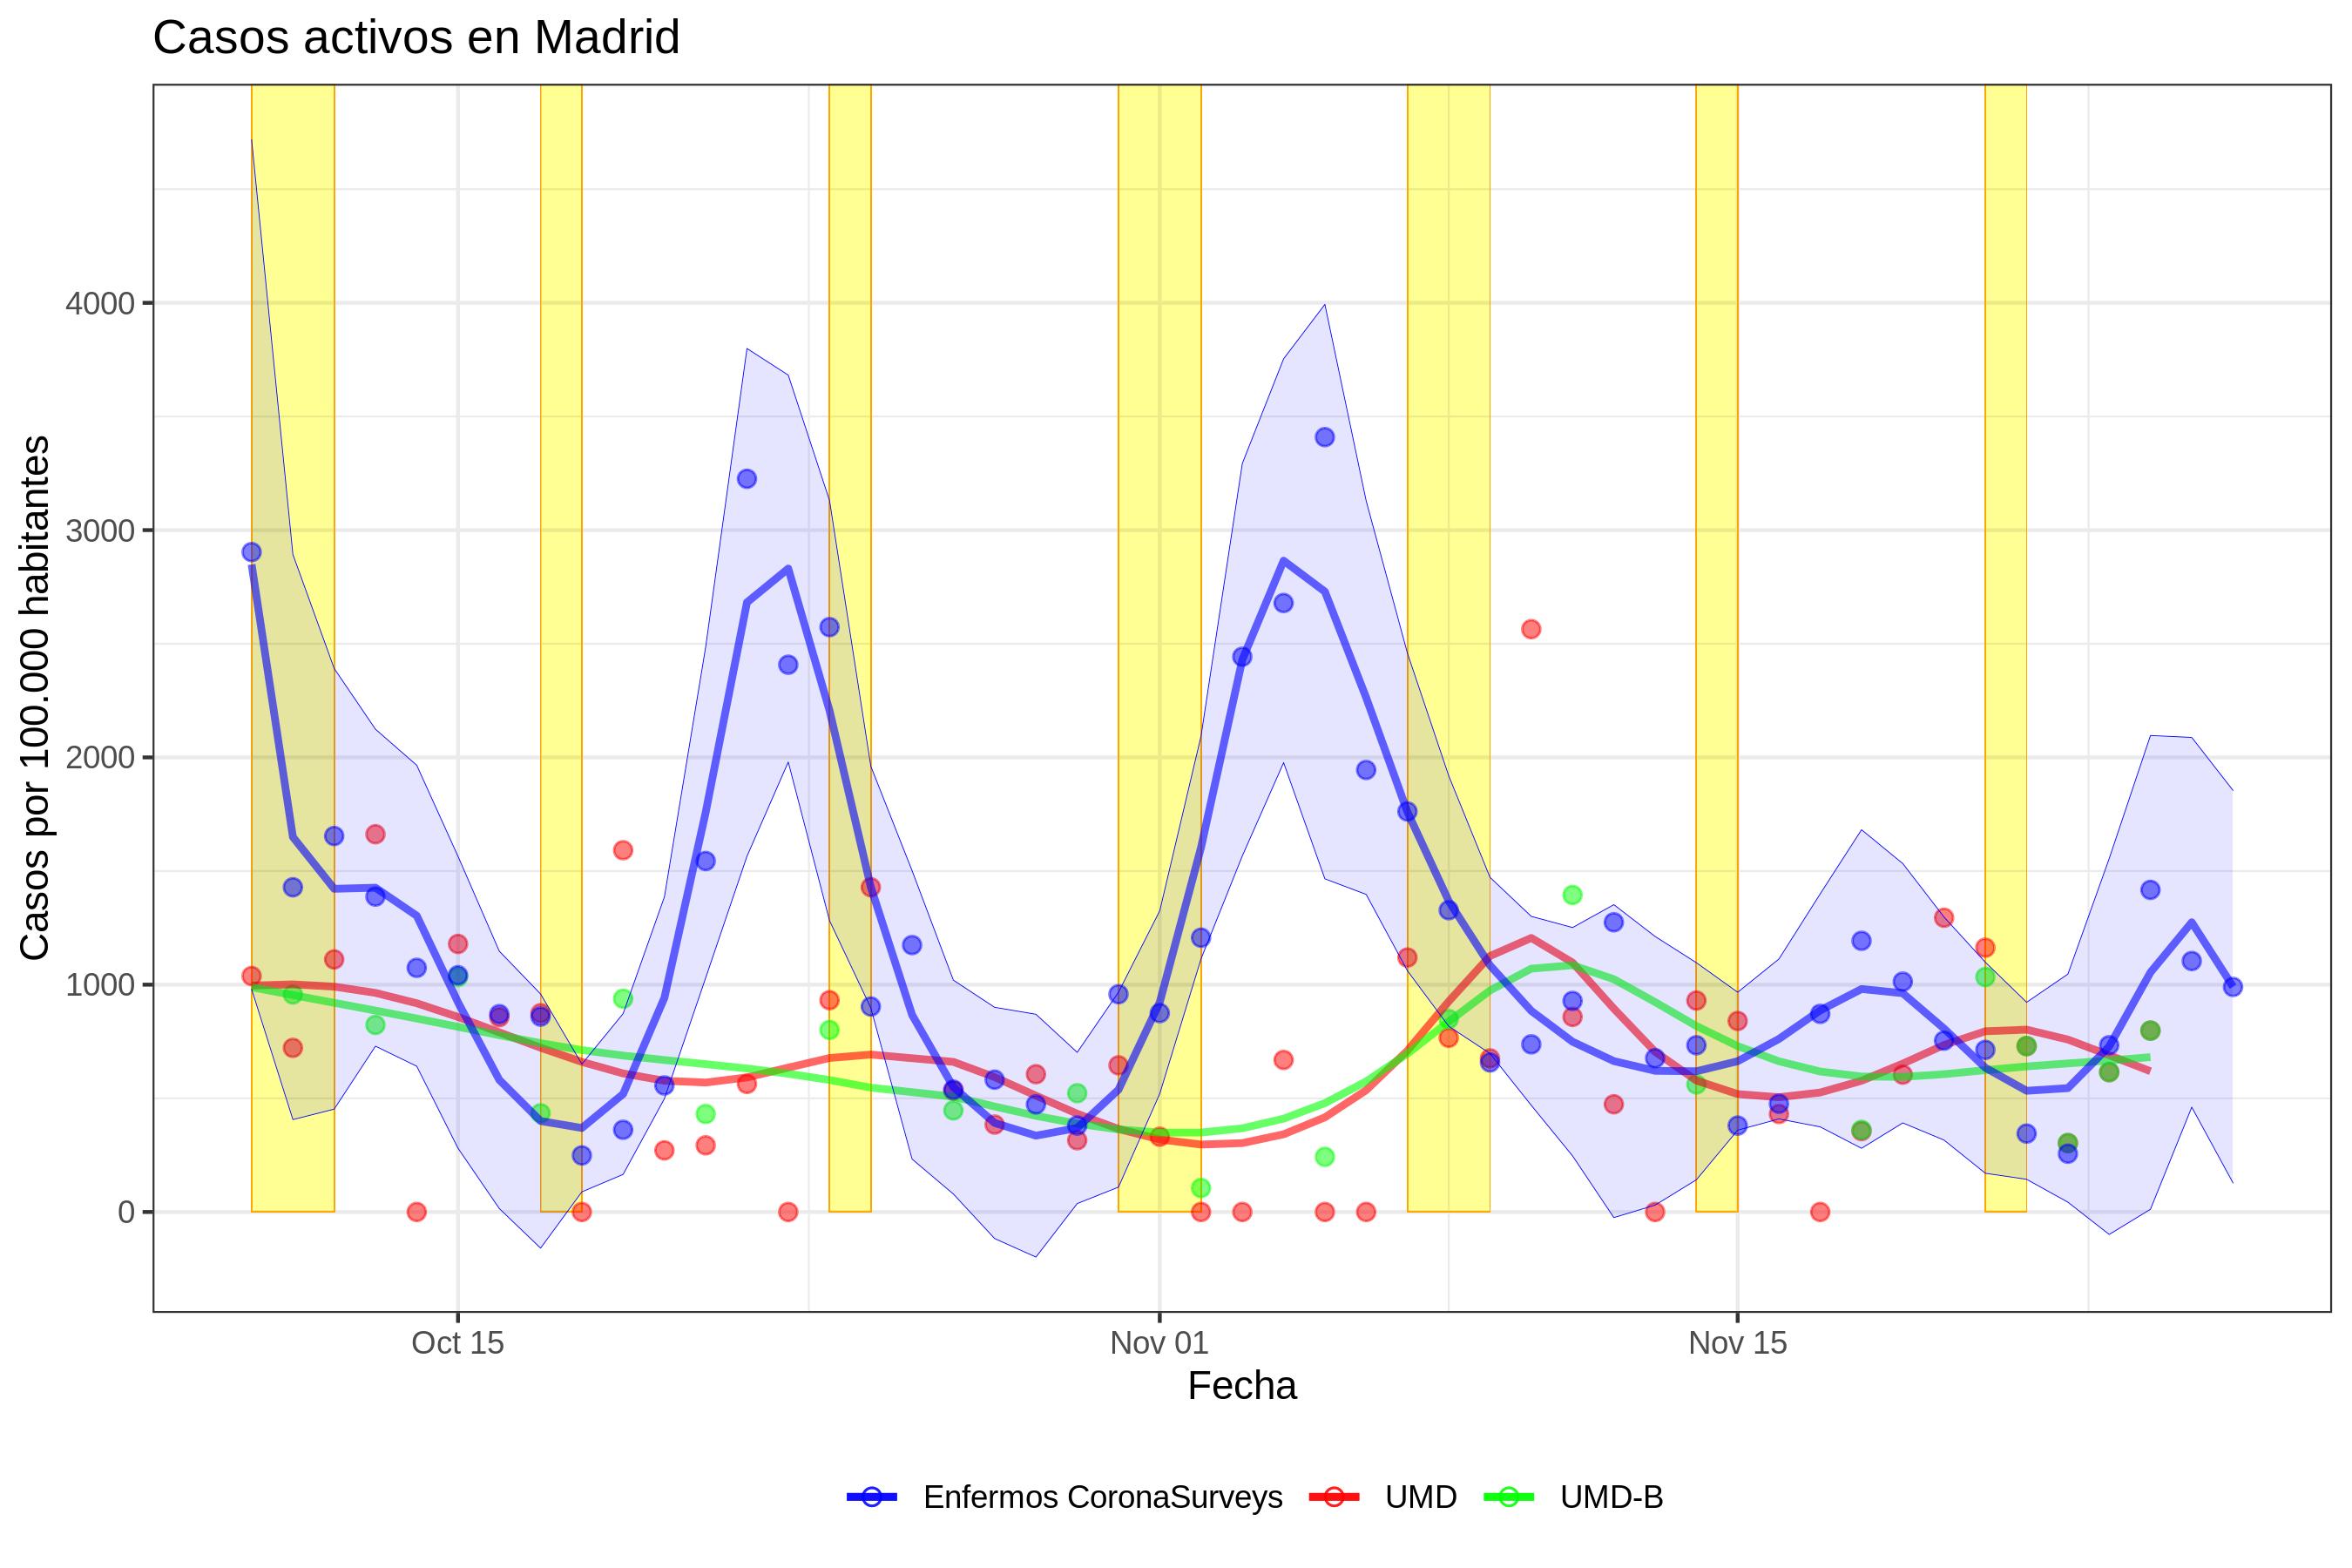 Casos activos en Madrid
Casos por 100.000 habitantes
4000
3000
2000
1000
0
Oct 15
Nov 01
Nov 15
Fecha
Enfermos CoronaSurveys
UMD
UMD-B